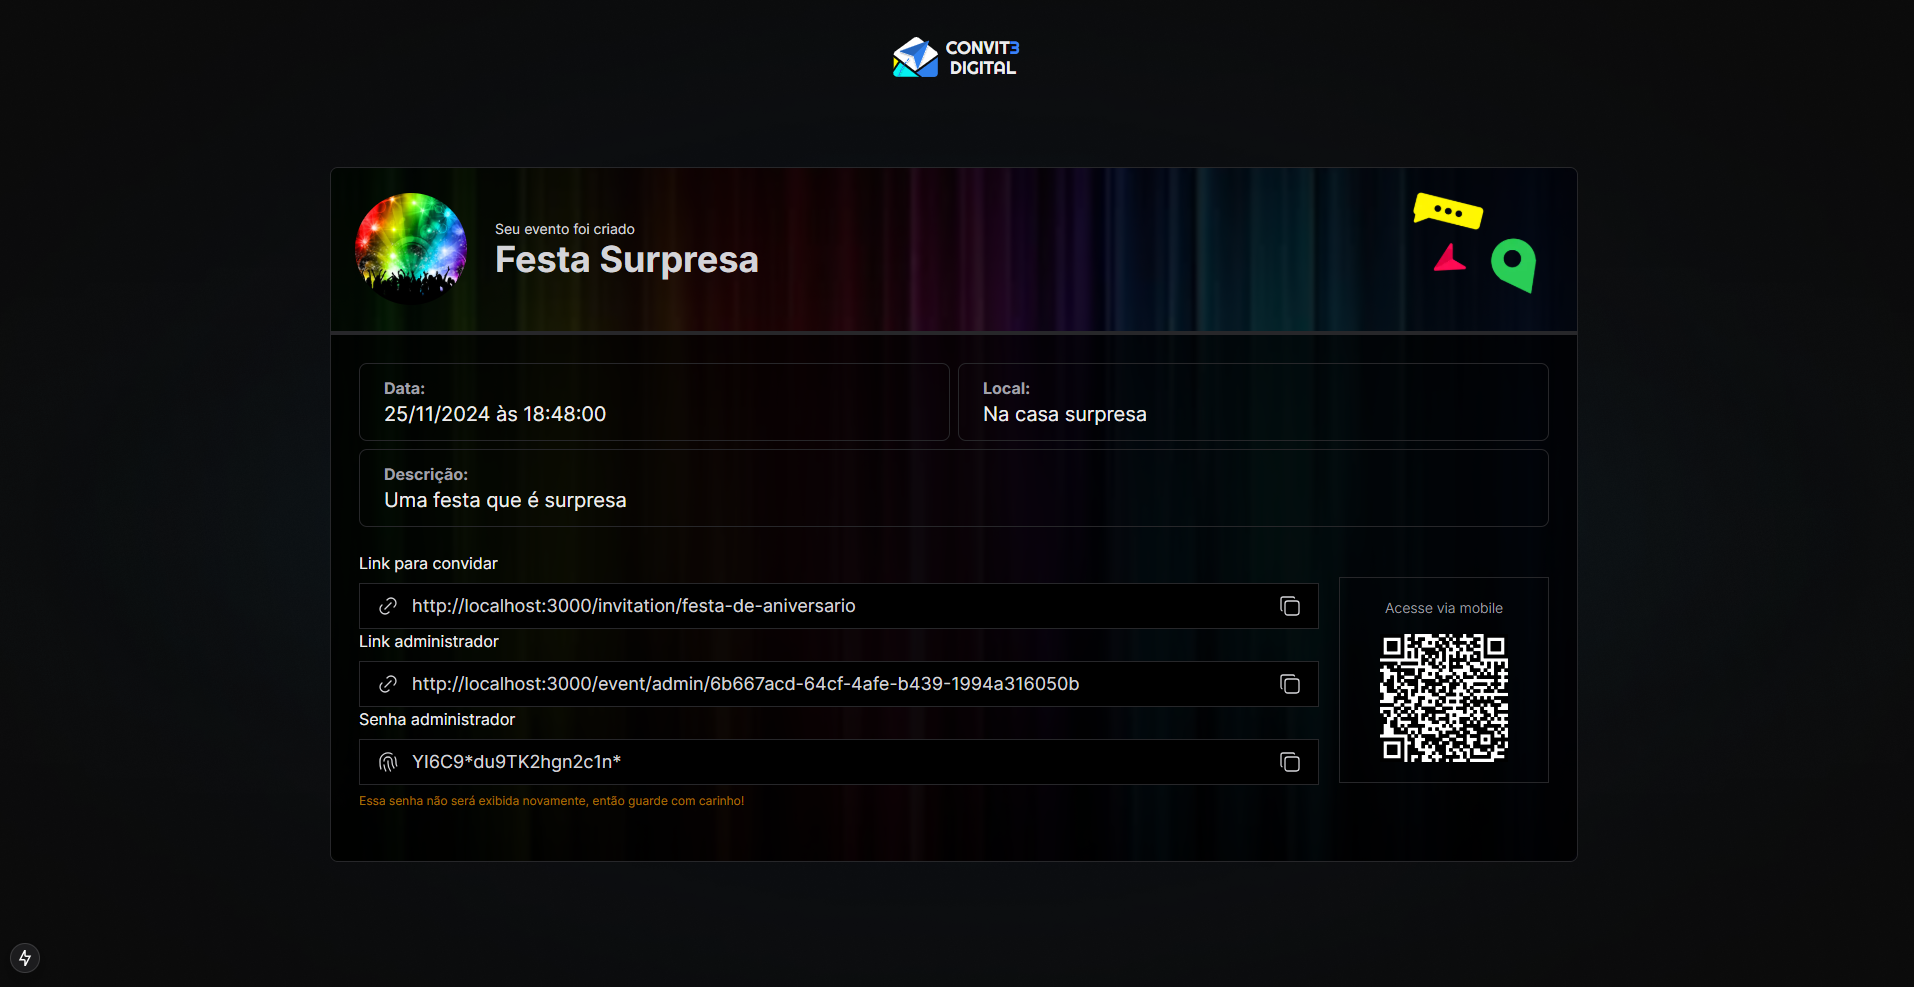 CONVIT3
DIGITAL
Seu evento foi criado
Festa Surpresa
Data:
25/11/2024 às 18:48:00
Local:
Na casa surpresa
Descrição:
Uma festa que é surpresa
Link para convidar
http://localhost:3000/invitation/festa-de-aniversario
Link administrador
http://localhost:3000/event/admin/6b667acd-64cf-4afe-b439-1994a316050b
Senha administrador
YI6C9*du9TK2hgn2c1n*
Essa senha não será exibida novamente, então guarde com carinho!
Acesse via mobile